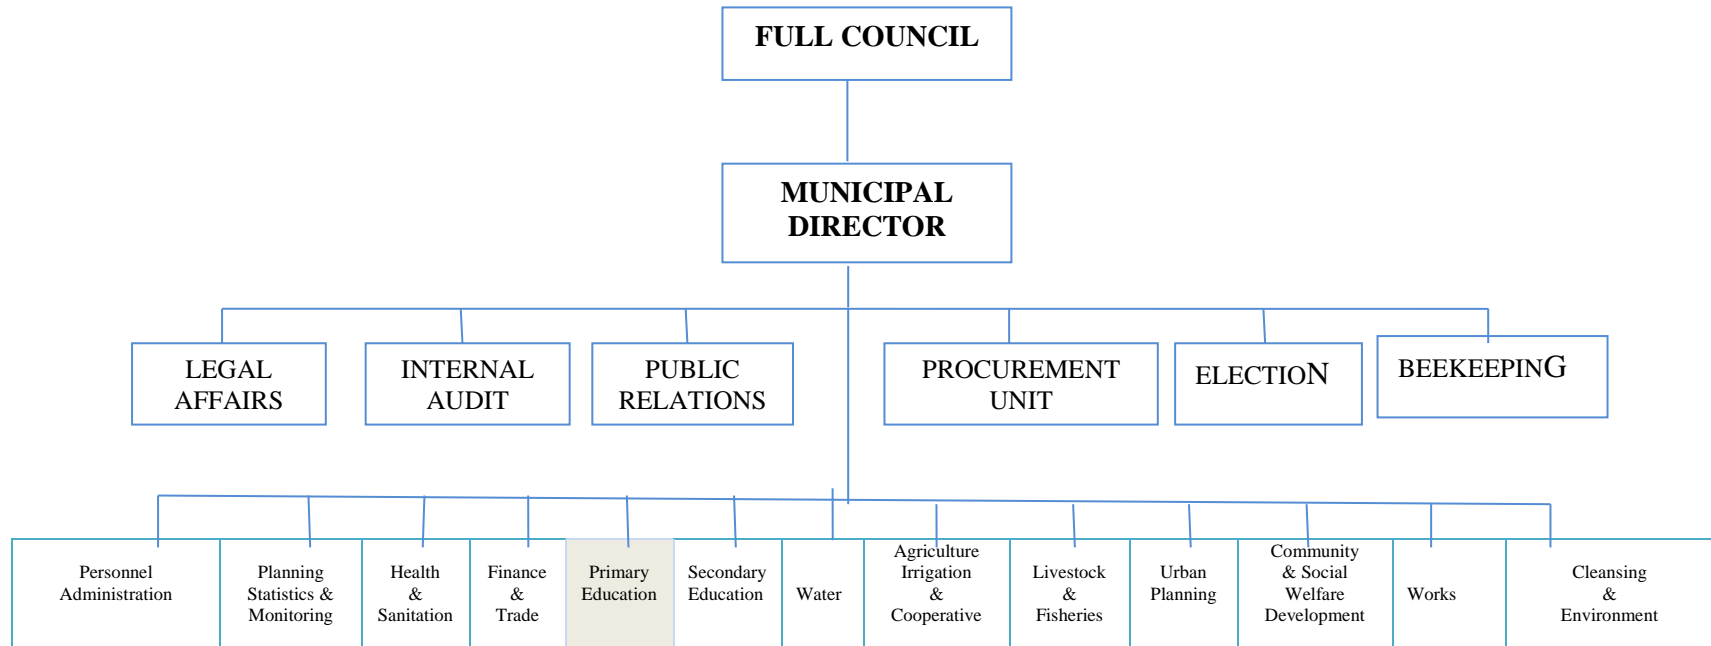 FULL COUNCIL
MUNICIPAL
DIRECTOR
LEGAL
AFFAIRS
INTERNAL
AUDIT
PUBLIC
RELATIONS
PROCUREMENT
UNIT
ELECTION
BEEKEEPING
Personnel
Administration
Planning
Statistics &
Monitoring
Health
&
Sanitation
Finance
&
Trade
Primary
Education
Secondary
Education
Water
Agriculture
Irrigation
&
Cooperative
Livestock
&
Fisheries
Urban
Planning
Community
& Social
Welfare
Development
Works
Cleansing
&
Environment